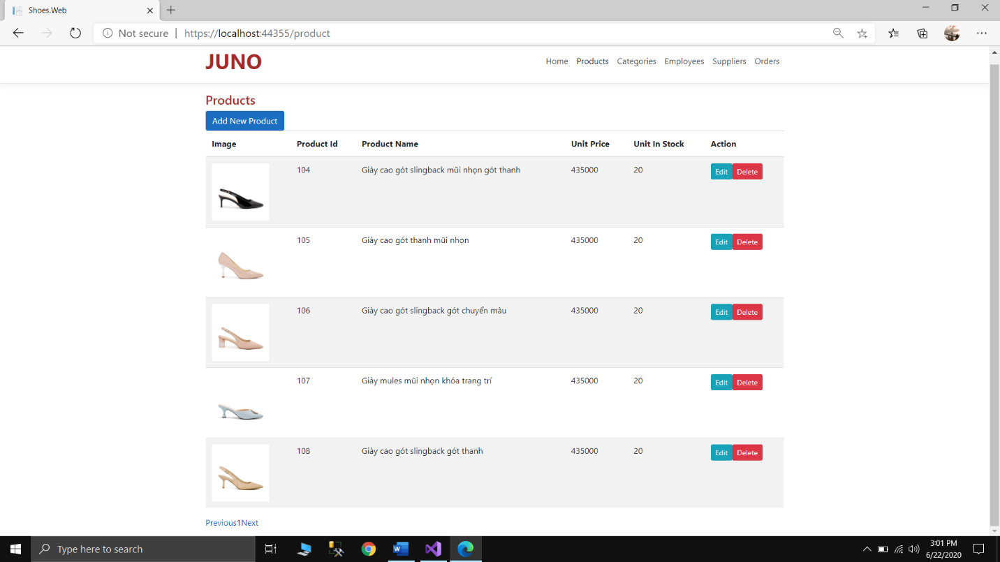 Shoes.Web
Not secure | https://localhost:44355/product
JUNO
Home Products Categories Employees Suppliers Orders
Products
Add New Product
Image Product Id Product Name Unit Price Unit In Stock Action
104 Giày cao gót slingback mũi nhọn gót thanh 435000 20 Edit Delete
105 Giày cao gót thanh mũi nhọn 435000 20 Edit Delete
106 Giày cao gót slingback gót chuyển màu 435000 20 Edit Delete
107 Giày mules mũi nhọn khóa trang trí 435000 20 Edit Delete
108 Giày cao gót slingback gót thanh 435000 20 Edit Delete
Previous1Next
Type here to search
3:01 PM
6/22/2020